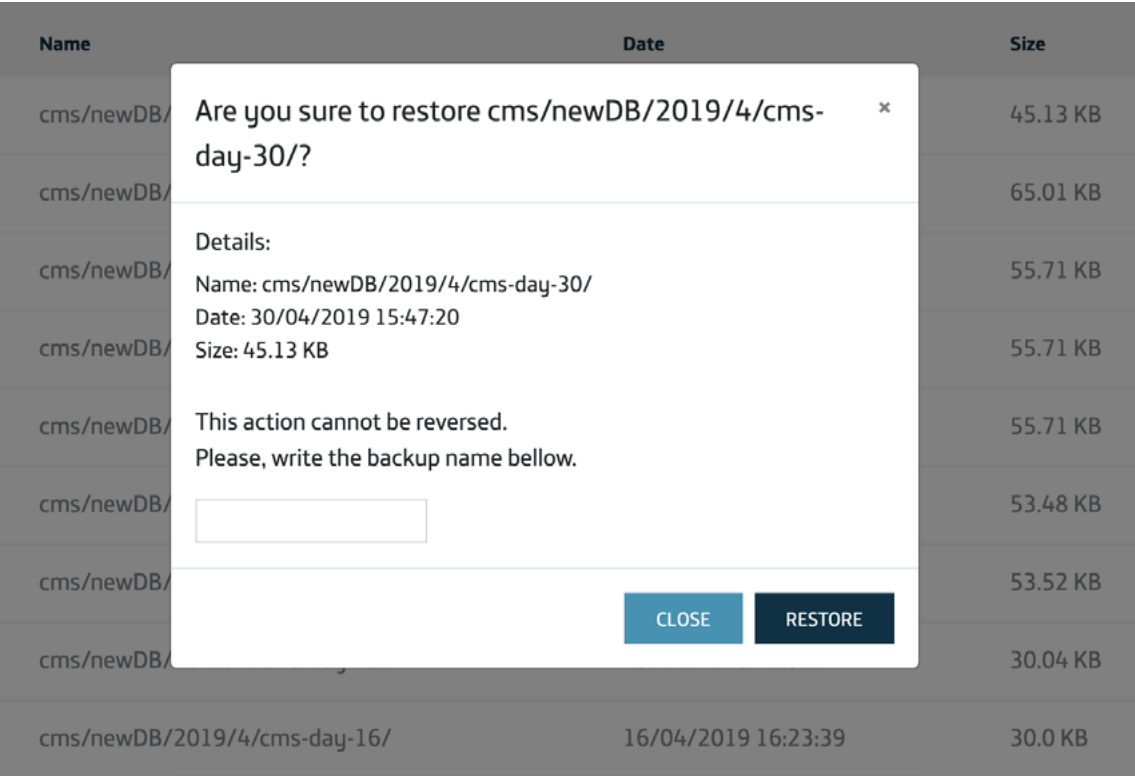 Name Date Size
Are you sure to restore cms/newDB/2019/4/cms-
day-30/?
×
cms/newDB/ 45.13 KB
cms/newDB/ 65.01 KB
Details:
cms/newDB/ 55.71 KB
Name: cms/newDB/2019/4/cms-day-30/
Date: 30/04/2019 15:47:20
Size: 45.13 KB
cms/newDB/ 55.71 KB
This action cannot be reversed.
cms/newDB/ 55.71 KB
Please, write the backup name bellow.
cms/newDB/ 53.48 KB
cms/newDB/ 53.52 KB
CLOSE RESTORE
cms/newDB/ 30.04 KB
cms/newDB/2019/4/cms-day-16/ 16/04/2019 16:23:39 30.0 KB